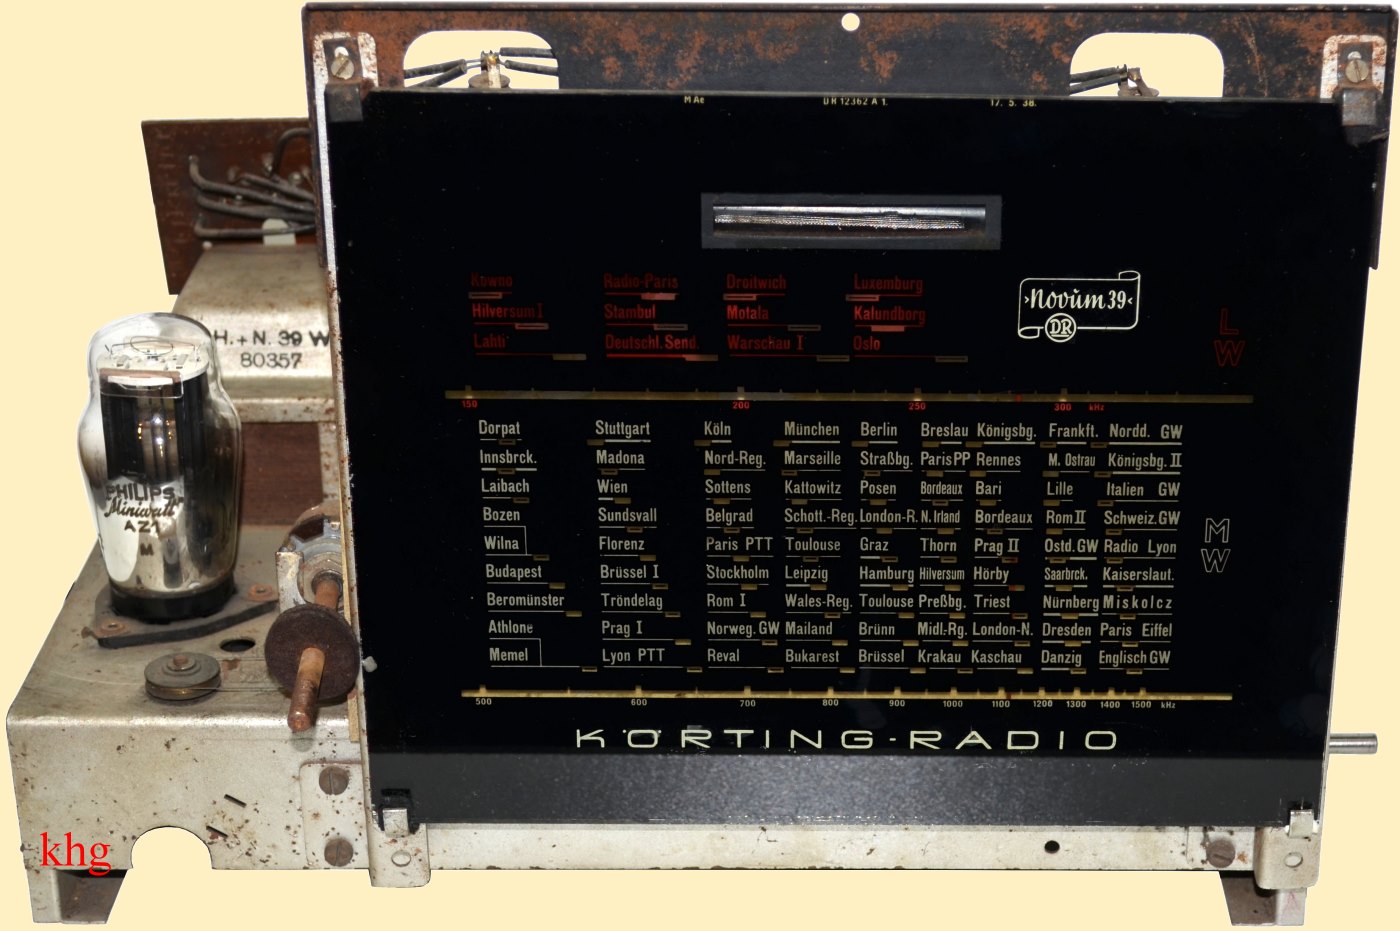 M Ae DR 12362 A 1. 17. 5. 38.
Kowno Radio-Paris Droitwich Luxemburg
Hilversum I Stambul Motala Kalundborg
Lahti Deutschl. Send. Warschau I Oslo
›Novùm 39‹
DR
L
W
H. + N. 39 W
80357
150 200 250 300 kHz
Dorpat Stuttgart Köln München Berlin Breslau Königsbg. Frankft. Nordd. GW
Innsbrck. Madona Nord-Reg. Marseille Straßbg. Paris PP Rennes M. Ostrau Königsbg. II
Laibach Wien Sottens Kattowitz Posen Bordeaux Bari Lille Italien GW
Bozen Sundsvall Belgrad Schott.-Reg. London-R. N. Irland Bordeaux Rom II Schweiz. GW
Wilna Florenz Paris PTT Toulouse Graz Thorn Prag II Ostd. GW Radio Lyon
Budapest Brüssel I Stockholm Leipzig Hamburg Hilversum Hörby Saarbrck. Kaiserslaut.
Beromünster Tröndelag Rom I Wales-Reg. Toulouse Preßbg. Triest Nürnberg Miskolcz
Athlone Prag I Norweg. GW Mailand Brünn Midl.-Rg. London-N. Dresden Paris Eiffel
Memel Lyon PTT Reval Bukarest Brüssel Krakau Kaschau Danzig Englisch GW
M
W
500 600 700 800 900 1000 1100 1200 1300 1400 1500 kHz
KÖRTING-RADIO
PHILIPS
"Miniwatt"
AZ1
M
khg